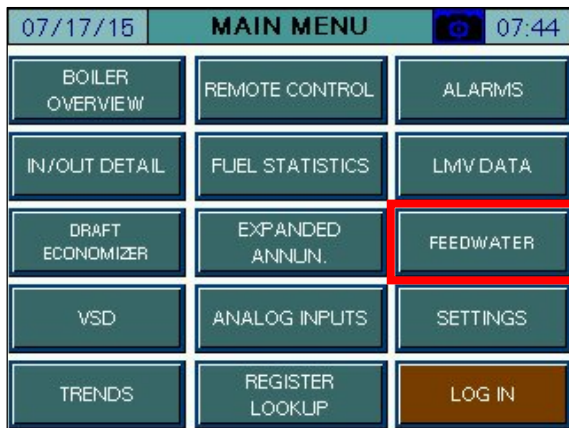 07/17/15 MAIN MENU 07:44
BOILER
OVERVIEW
REMOTE CONTROL
ALARMS
IN/OUT DETAIL
FUEL STATISTICS
LMV DATA
DRAFT
ECONOMIZER
EXPANDED
ANNUN.
FEEDWATER
VSD
ANALOG INPUTS
SETTINGS
TRENDS
REGISTER
LOOKUP
LOG IN